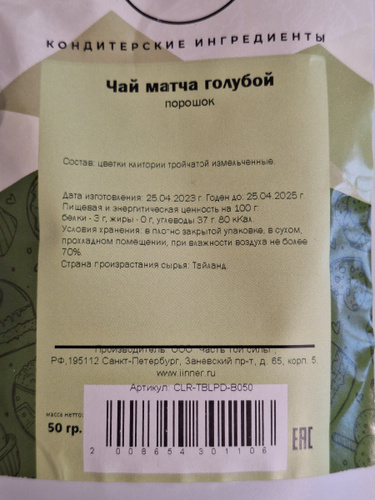 КОНДИТЕРСКИЕ ИНГРЕДИЕНТЫ
Чай матча голубой
порошок
Состав: цветки клитории тройчатой измельченные.
Дата изготовления: 25.04.2023 г. Годен до: 25.04.2025 г.
Пищевая и энергитическая ценность на 100 г:
белки - 3 г, жиры - 0 г, углеводы 37 г. 80 кКал.
Условия хранения: в плотно закрытой упаковке, в сухом,
прохладном помещении, при влажности воздуха не более
70%.
Страна произрастания сырья: Тайланд.
Производитель: ООО "Часть той силы",
РФ,195112 Санкт-Петербург, Заневский пр-т, д. 65, корп. 5.
www.iinner.ru
Артикул: CLR-TBLPD-B050
масса нетто:
50 гр.
2 008654 301106
EAC